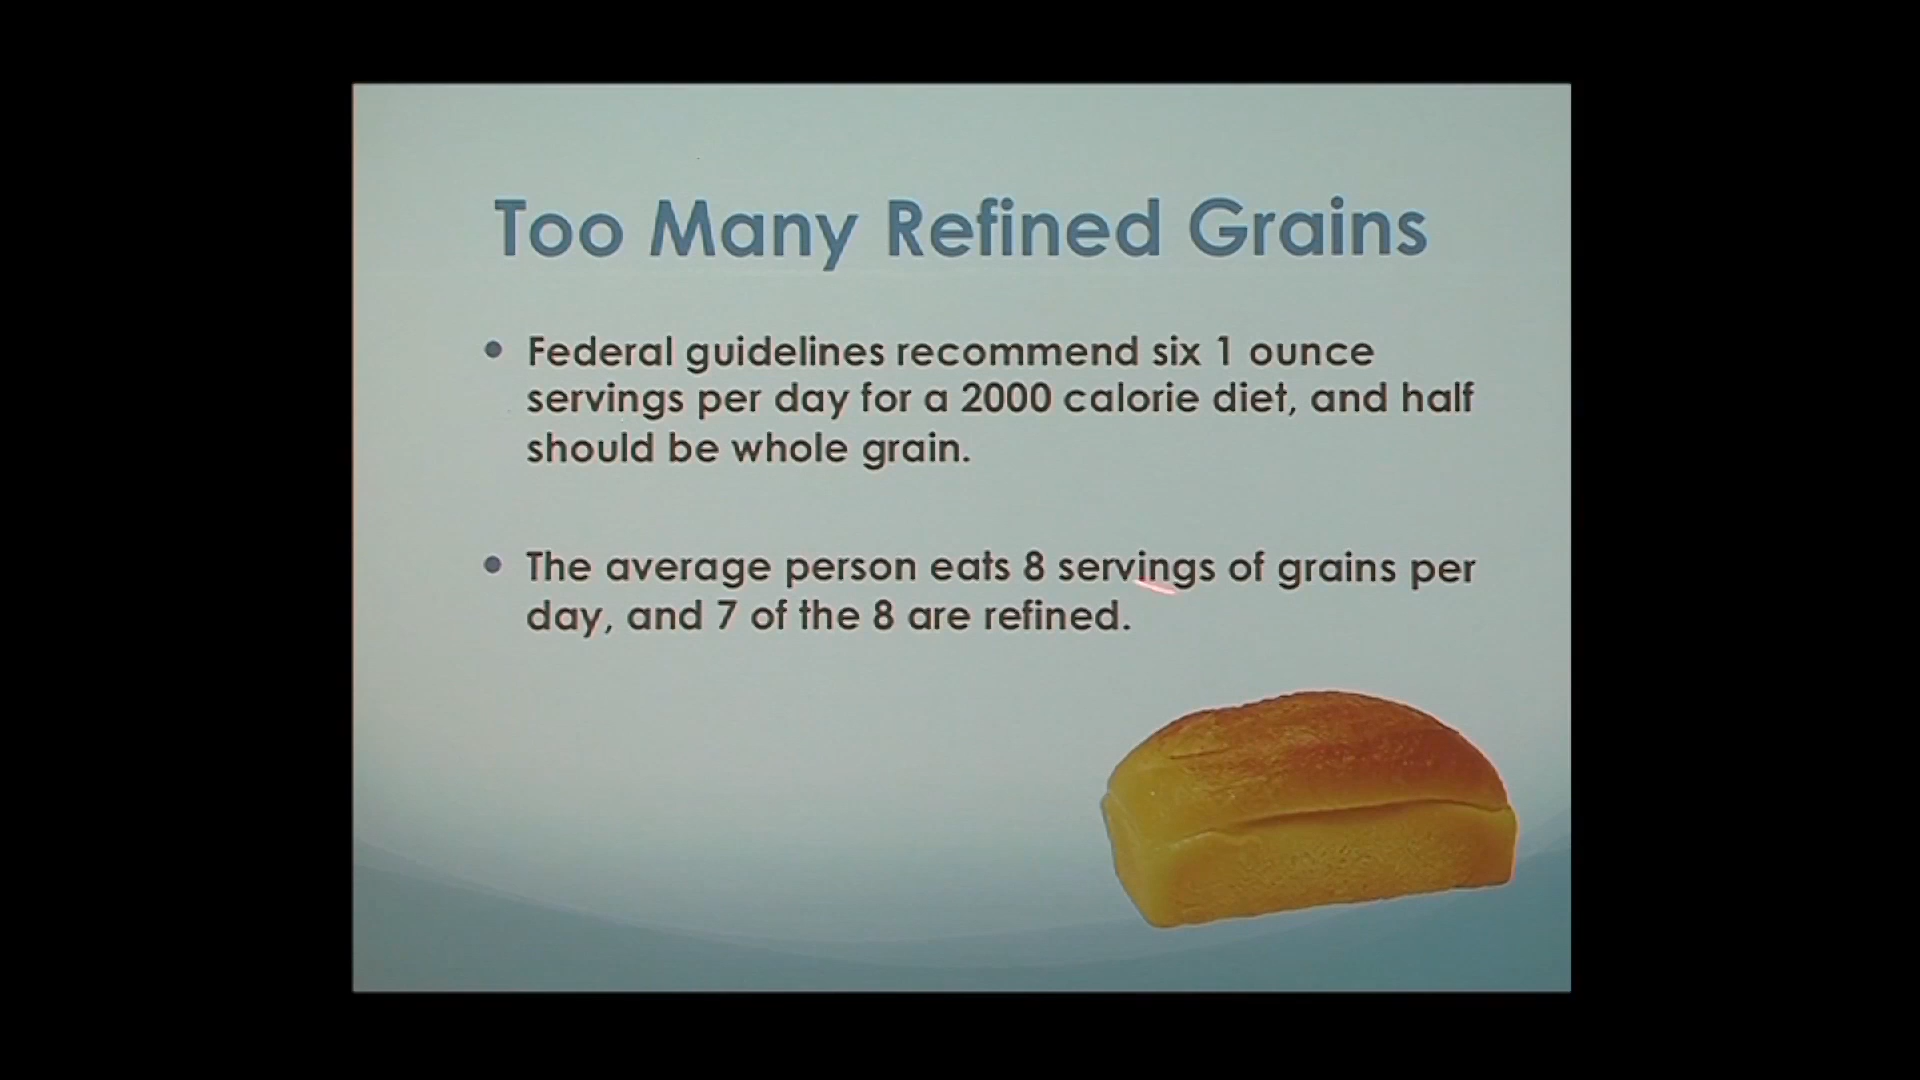 Too Many Refined Grains
Federal guidelines recommend six 1 ounce
servings per day for a 2000 calorie diet, and half
should be whole grain.
The average person eats 8 servings of grains per
day, and 7 of the 8 are refined.